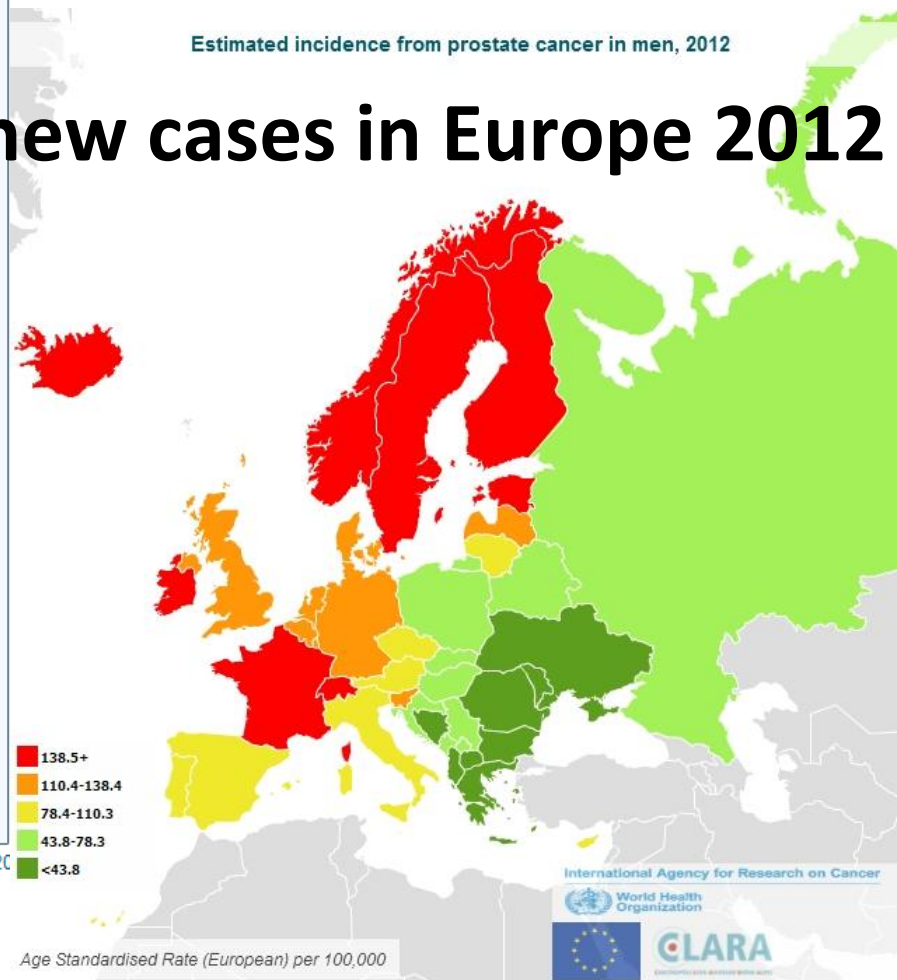 Estimated incidence from prostate cancer in men, 2012
new cases in Europe 2012
138.5+
110.4-138.4
78.4-110.3
43.8-78.3
<43.8
20
International Agency for Research on Cancer
World Health
Organization
CLARA
Age Standardised Rate (European) per 100,000